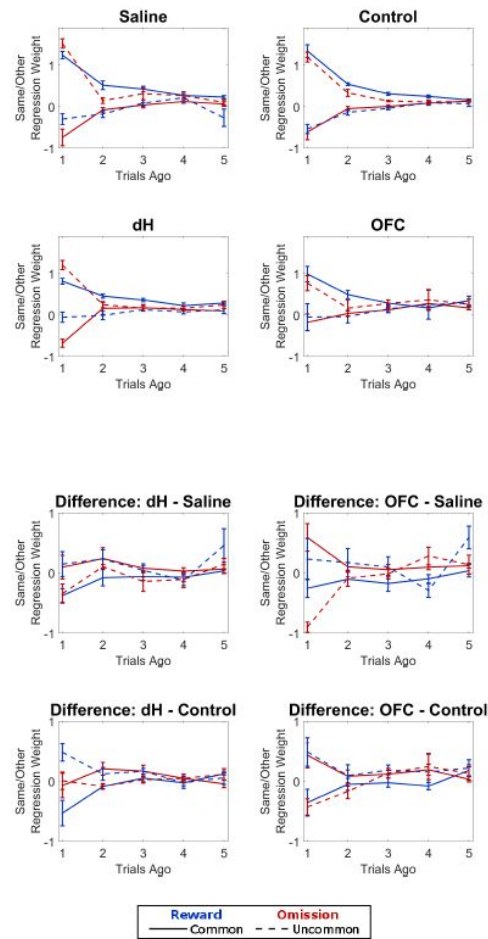 Saline
Same/Other
Regression Weight
1
0
-1
1 2 3 4 5
Trials Ago
Control
Same/Other
Regression Weight
1
0
-1
1 2 3 4 5
Trials Ago
dH
Same/Other
Regression Weight
1
0
-1
1 2 3 4 5
Trials Ago
OFC
Same/Other
Regression Weight
1
0
-1
1 2 3 4 5
Trials Ago
Difference: dH - Saline
Same/Other
Regression Weight
1
0
-1
1 2 3 4 5
Trials Ago
Difference: OFC - Saline
Same/Other
Regression Weight
1
0
-1
1 2 3 4 5
Trials Ago
Difference: dH - Control
Same/Other
Regression Weight
1
0
-1
1 2 3 4 5
Trials Ago
Difference: OFC - Control
Same/Other
Regression Weight
1
0
-1
1 2 3 4 5
Trials Ago
Reward Omission
Common Uncommon